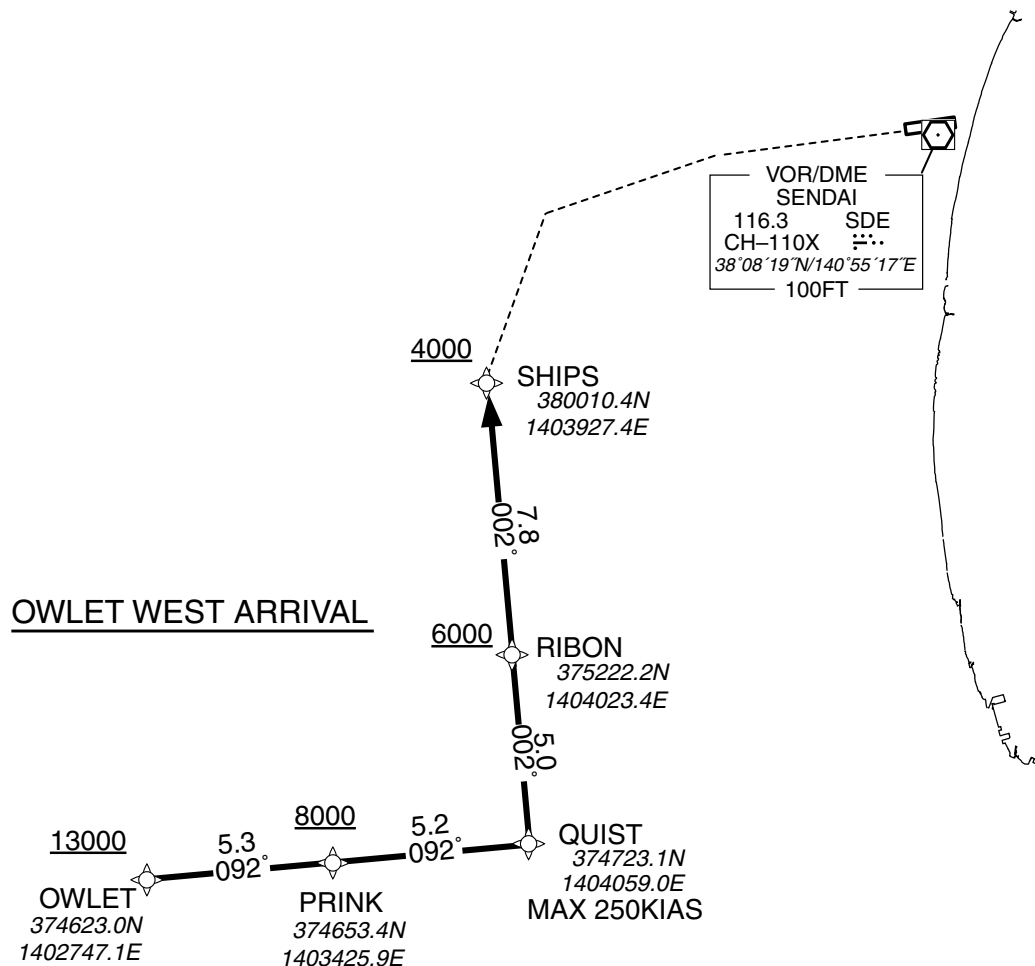 VOR/DME
SENDAI
116.3 SDE
CH–110X
38°08´19˝N/140°55´17˝E
100FT
4000
SHIPS
380010.4N
1403927.4E
7.8
002°
OWLET WEST ARRIVAL
6000
RIBON
375222.2N
1404023.4E
5.0
002°
13000
5.3
092°
8000
5.2
092°
QUIST
374723.1N
1404059.0E
MAX 250KIAS
OWLET
374623.0N
1402747.1E
PRINK
374653.4N
1403425.9E